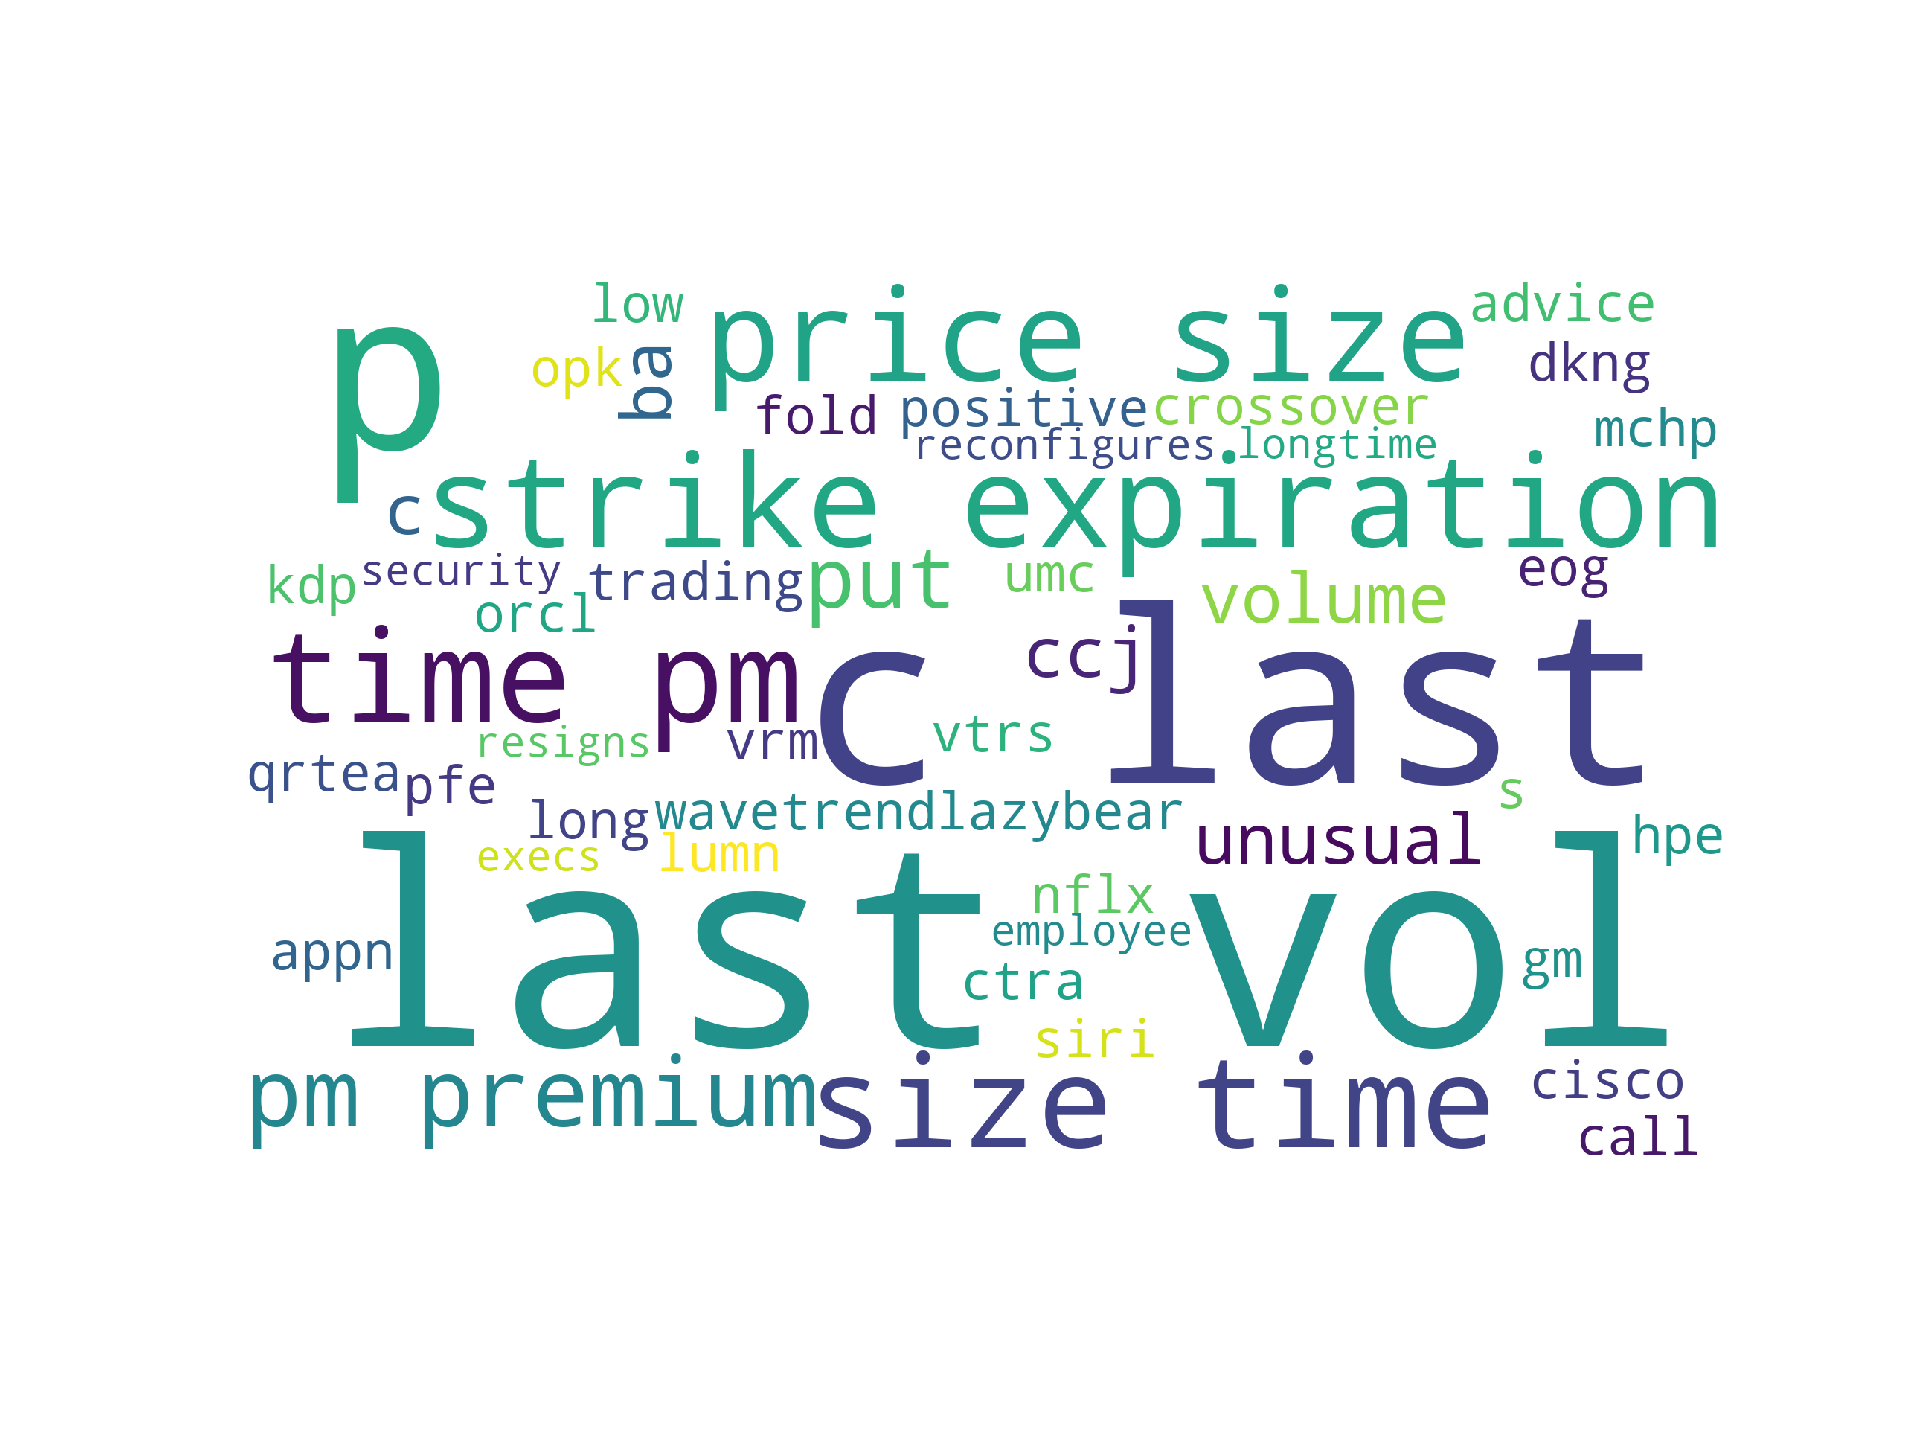 low
price size
advice
p
opk
ba
dkng
fold
positive
crossover
mchp
reconfigures
longtime
c
strike expiration
kdp
security
trading
put
umc
volume
eog
orcl
time pm
c last
ccj
resigns
vrm
vtrs
qrtea
pfe
long
wavetrendlazybear
s
unusual
hpe
execs
lumn
last vol
nflx
employee
appn
ctra
gm
siri
pm premium
size time
cisco
call